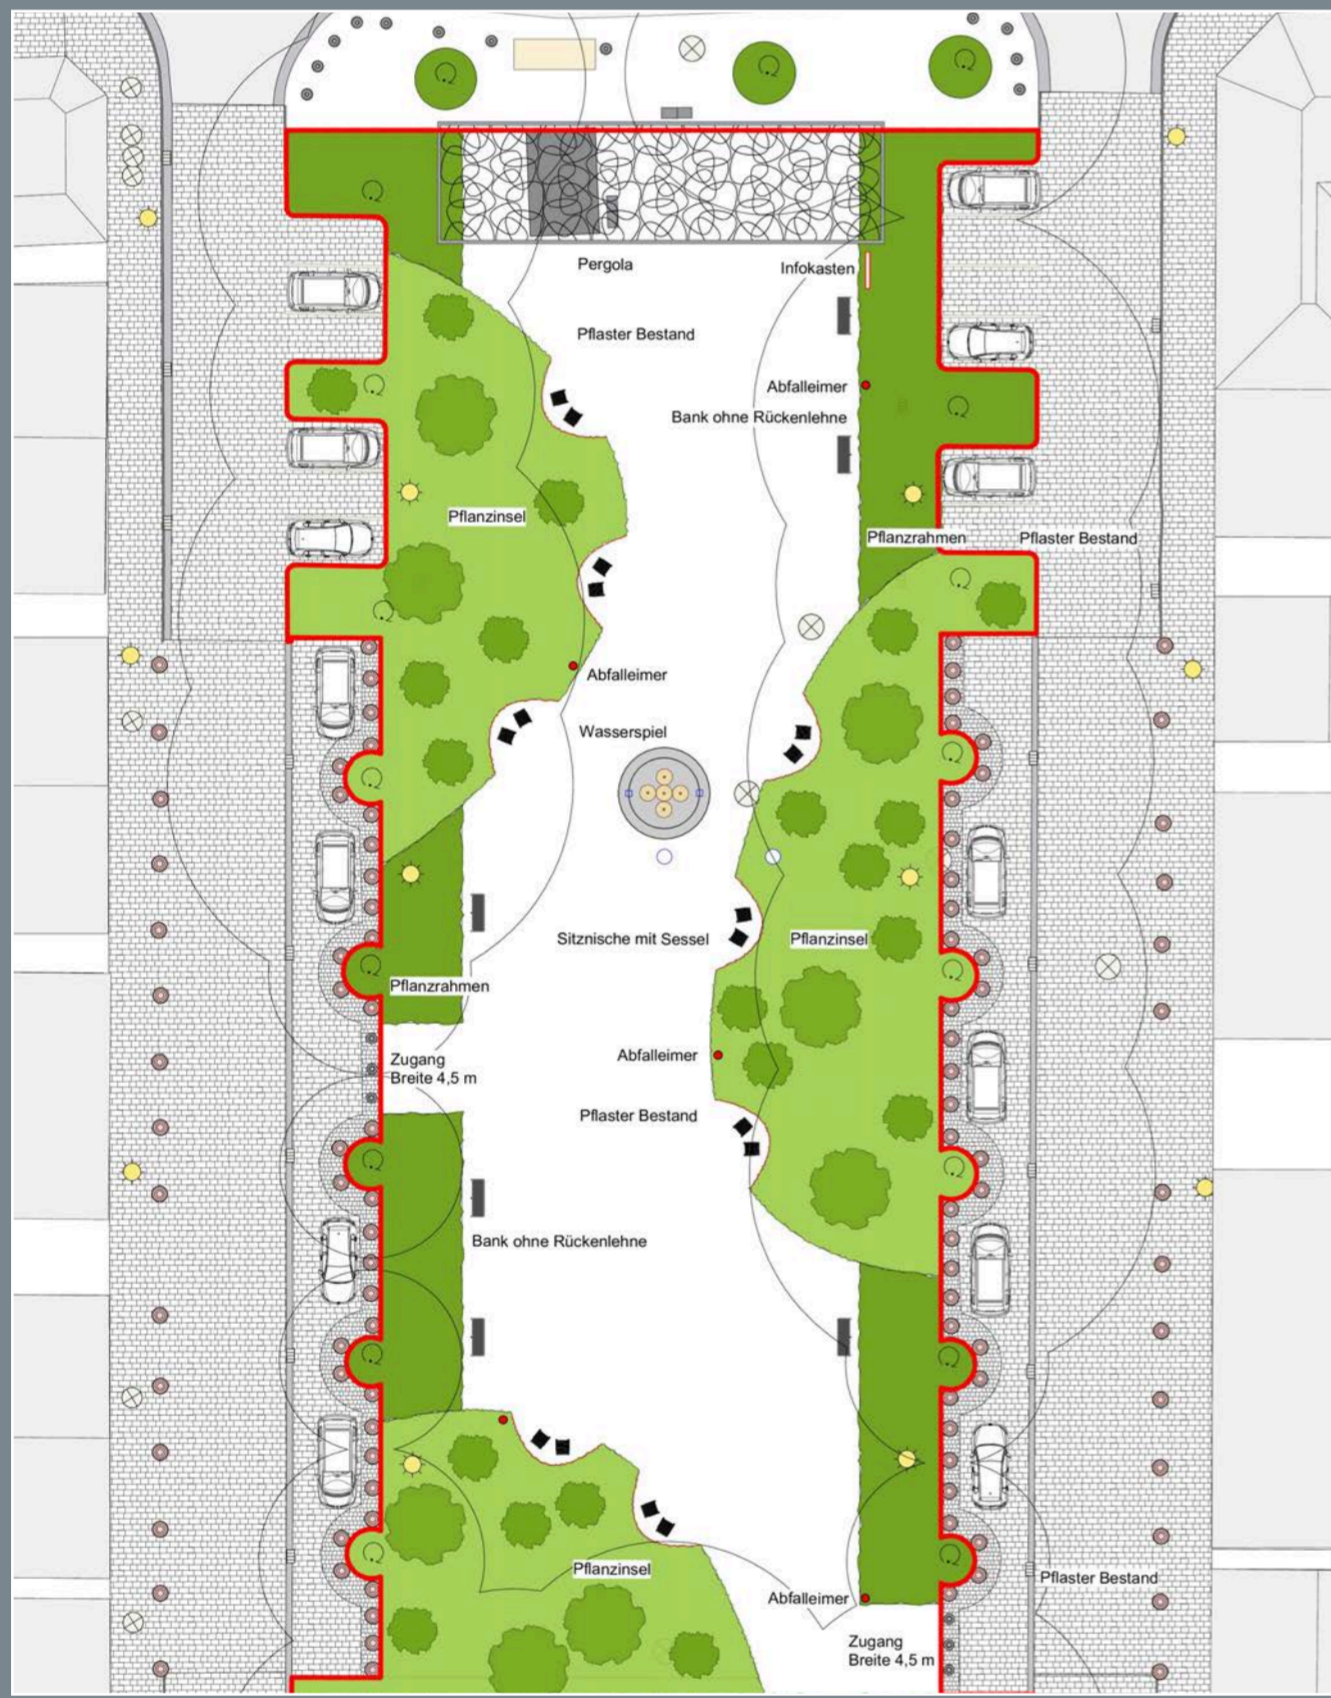 Pergola
Infokasten
Pflaster Bestand
Abfalleimer
Bank ohne Rückenlehne
Pflanzinsel
Pflanzrahmen
Pflaster Bestand
Abfalleimer
Wasserspiel
Sitznische mit Sessel
Pflanzinsel
Pflanzrahmen
Zugang
Breite 4,5 m
Abfalleimer
Pflaster Bestand
Bank ohne Rückenlehne
Pflanzinsel
Pflaster Bestand
Abfalleimer
Zugang
Breite 4,5 m